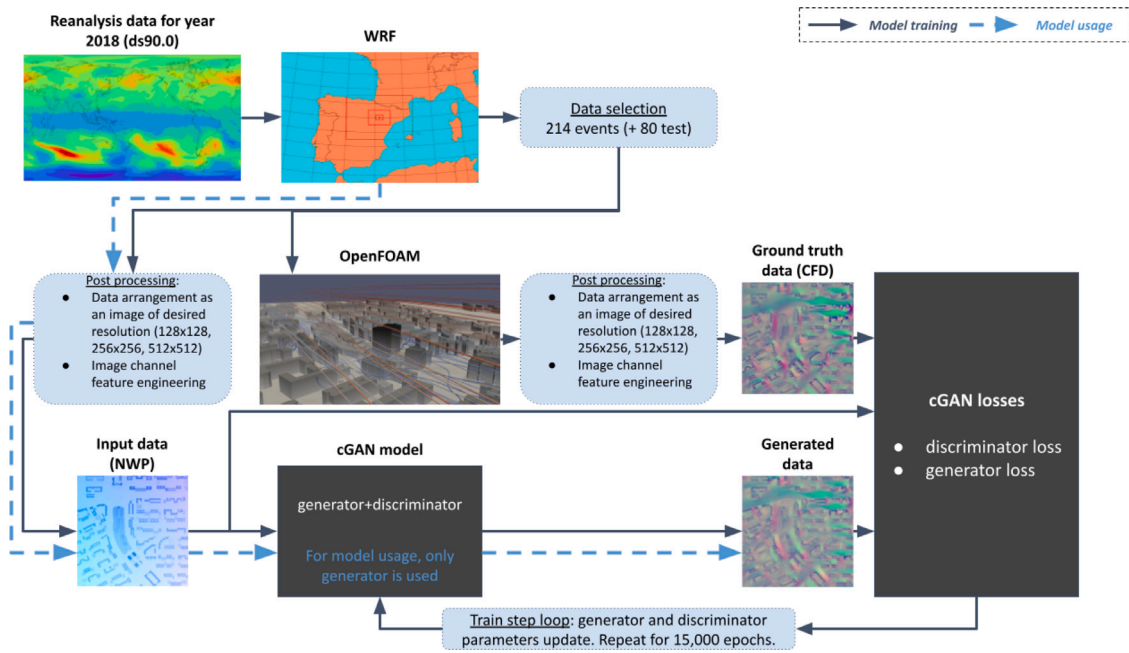 Reanalysis data for year
2018 (ds90.0)
WRF
Model training
Model usage
Data selection
214 events (+ 80 test)
OpenFOAM
Ground truth
data (CFD)
Post processing:
● Data arrangement as
an image of desired
resolution (128x128,
256x256, 512x512)
● Image channel
feature engineering
Post processing:
● Data arrangement as
an image of desired
resolution (128x128,
256x256, 512x512)
● Image channel
feature engineering
cGAN losses
● discriminator loss
● generator loss
Input data
(NWP)
cGAN model
generator+discriminator
For model usage, only
generator is used
Generated
data
Train step loop: generator and discriminator
parameters update. Repeat for 15,000 epochs.